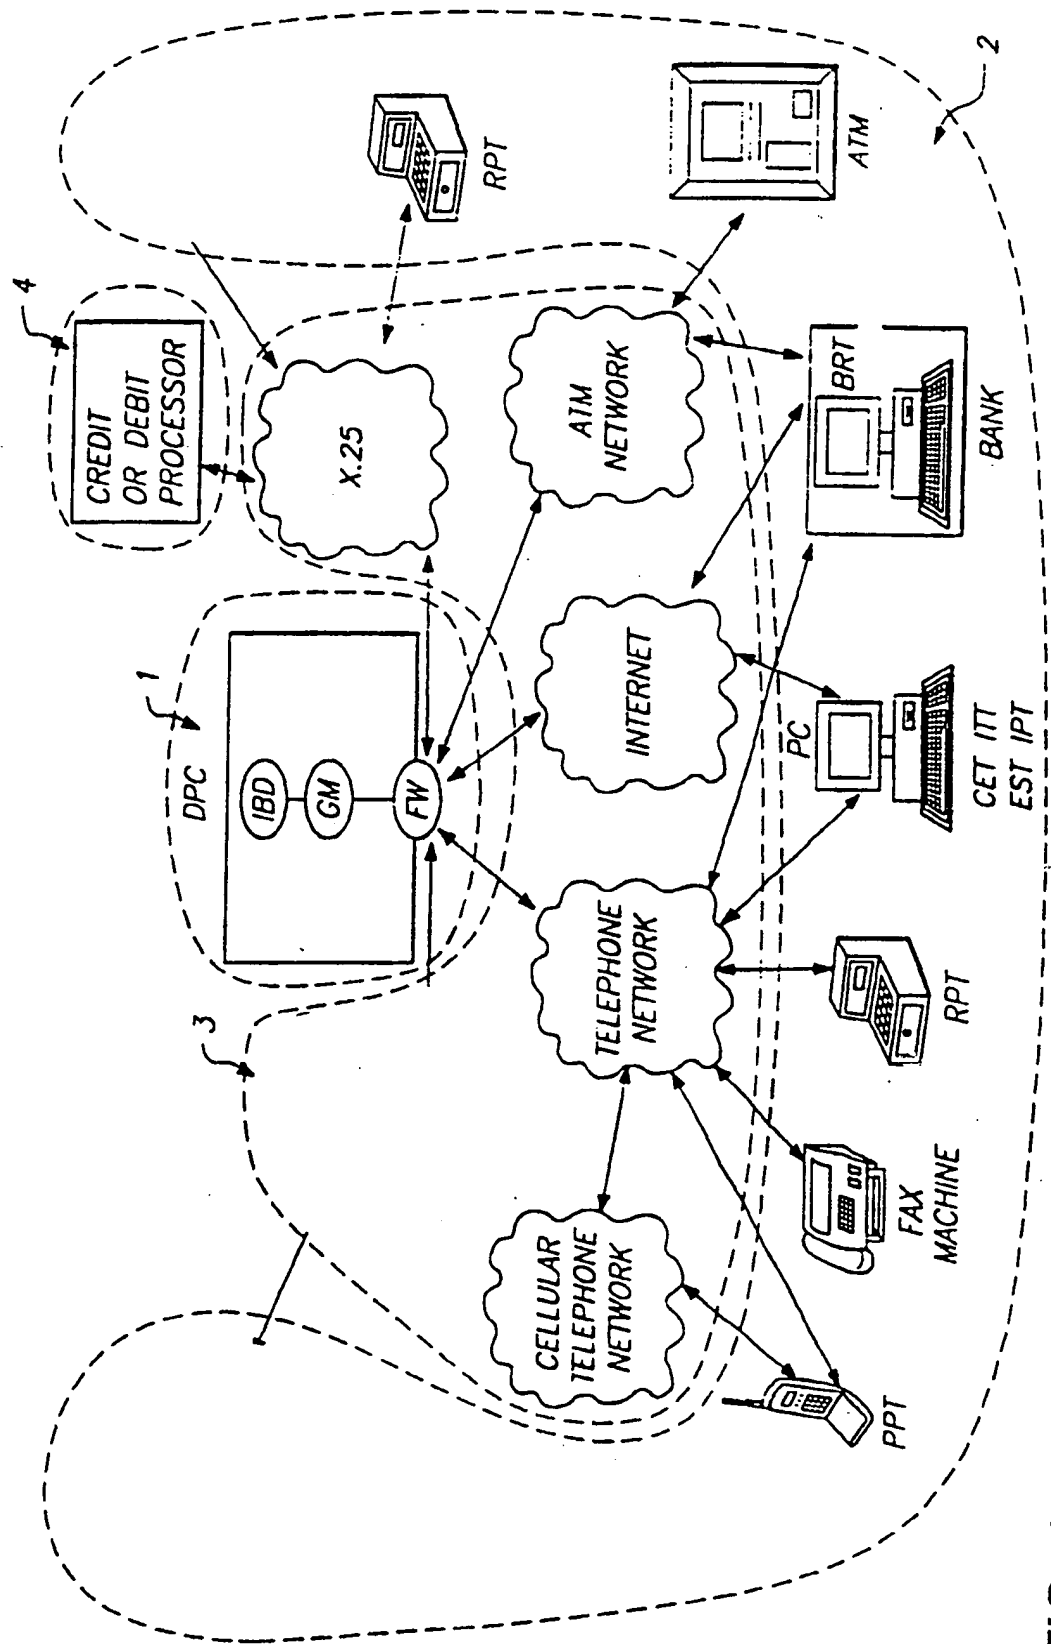 4
CREDIT
OR DEBIT
PROCESSOR
1
DPC
IBD
GM
FW
3
X.25
RPT
ATM
NETWORK
INTERNET
TELEPHONE
NETWORK
CELLULAR
TELEPHONE
NETWORK
ATM
2
BRT
BANK
PC
CET ITT
EST IPT
RPT
FAX
MACHINE
PPT